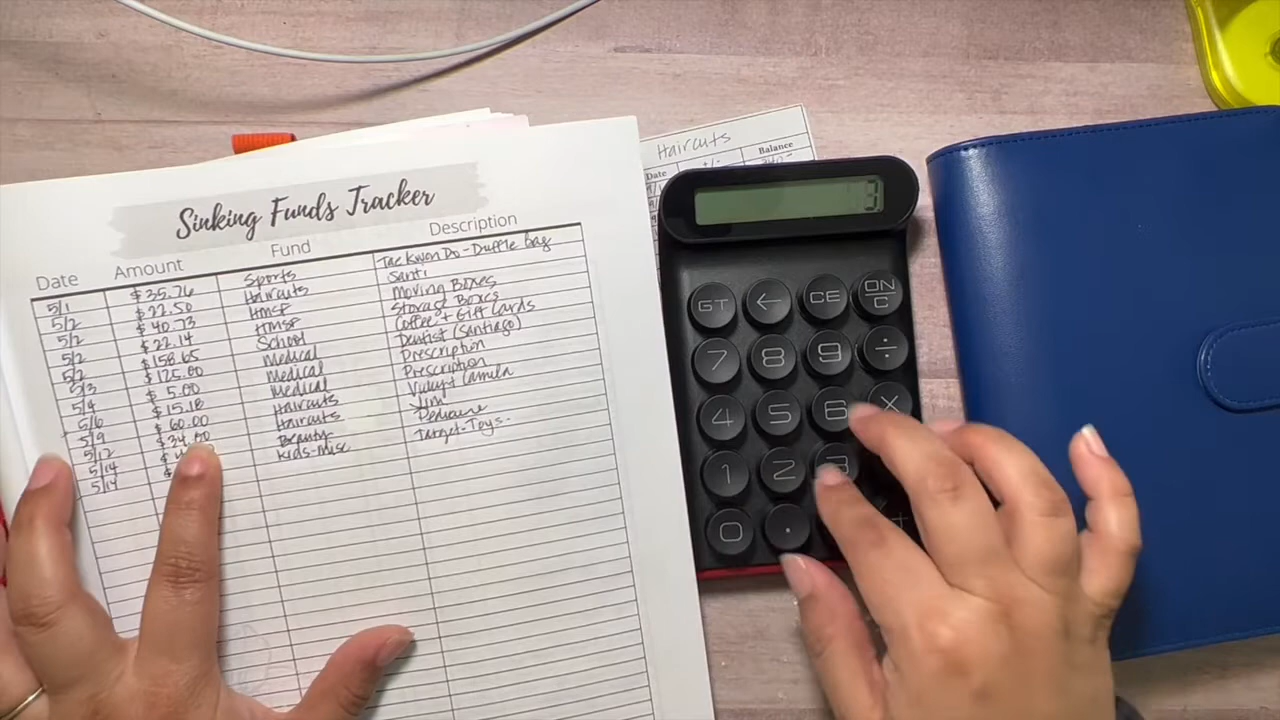 Haircuts
Date +/- Balance
Sinking Funds Tracker
Date Amount Fund Description
5/1 $35.76 Sports Tae Kwon Do - Duffle bag
5/2 $22.50 Haircuts Santi
5/2 $40.73 HMSP Moving Boxes
5/2 $22.14 HMSP Storage Boxes
5/2 $158.65 School Coffee + Gift Cards
5/3 $125.00 Medical Dentist (Santiago)
5/4 $5.00 Medical Prescription
5/6 $15.18 Medical Prescription
5/9 $60.00 Haircuts Camila
5/12 $34.00 Haircuts Jim
5/14 $ Beauty Pedicure
5/14 $ Kids-misc Target-Toys.
3
GT ← CE ON/C
7 8 9 ÷
4 5 6 X
1 2 3
0 . +